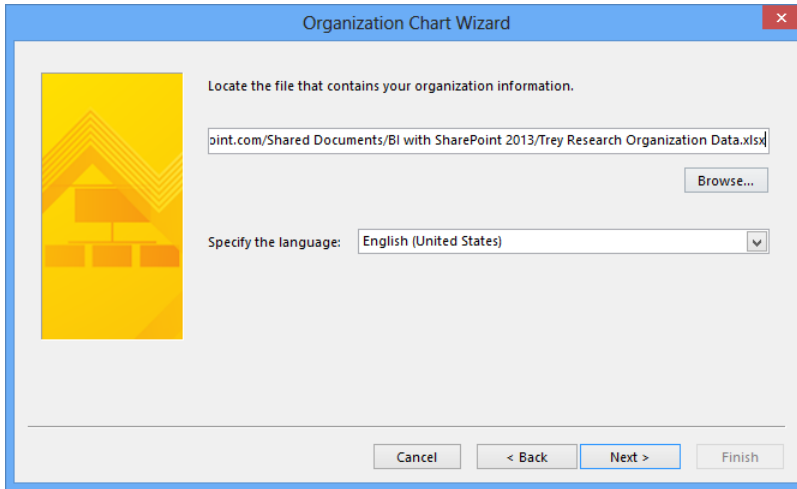 Organization Chart Wizard
Locate the file that contains your organization information.
oint.com/Shared Documents/BI with SharePoint 2013/Trey Research Organization Data.xlsx
Browse...
Specify the language: English (United States)
Cancel < Back Next > Finish